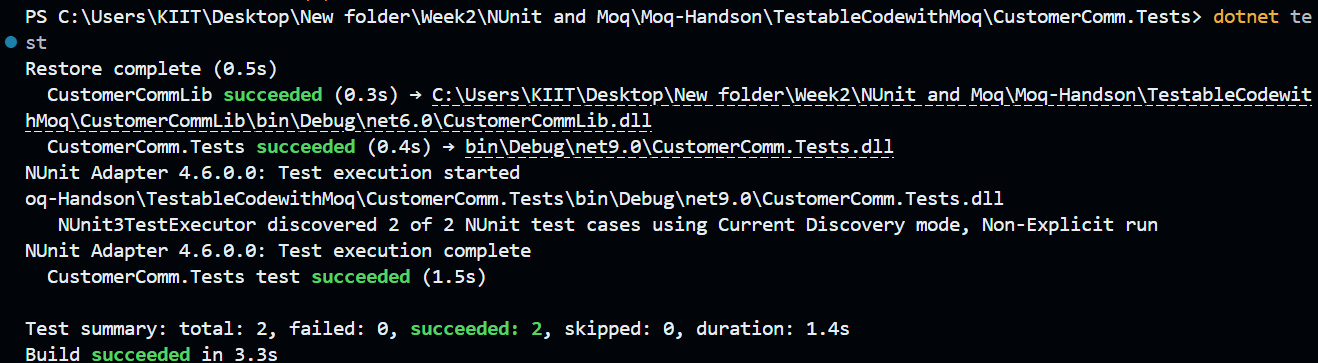 PS C:\Users\KIIT\Desktop\New folder\Week2\NUnit and Moq\Moq-Handson\TestableCodewithMoq\CustomerComm.Tests> dotnet te
st
Restore complete (0.5s)
CustomerCommLib succeeded (0.3s) → C:\Users\KIIT\Desktop\New folder\Week2\NUnit and Moq\Moq-Handson\TestableCodewit
hMoq\CustomerCommLib\bin\Debug\net6.0\CustomerCommLib.dll
CustomerComm.Tests succeeded (0.4s) → bin\Debug\net9.0\CustomerComm.Tests.dll
NUnit Adapter 4.6.0.0: Test execution started
oq-Handson\TestableCodewithMoq\CustomerComm.Tests\bin\Debug\net9.0\CustomerComm.Tests.dll
NUnit3TestExecutor discovered 2 of 2 NUnit test cases using Current Discovery mode, Non-Explicit run
NUnit Adapter 4.6.0.0: Test execution complete
CustomerComm.Tests test succeeded (1.5s)
Test summary: total: 2, failed: 0, succeeded: 2, skipped: 0, duration: 1.4s
Build succeeded in 3.3s